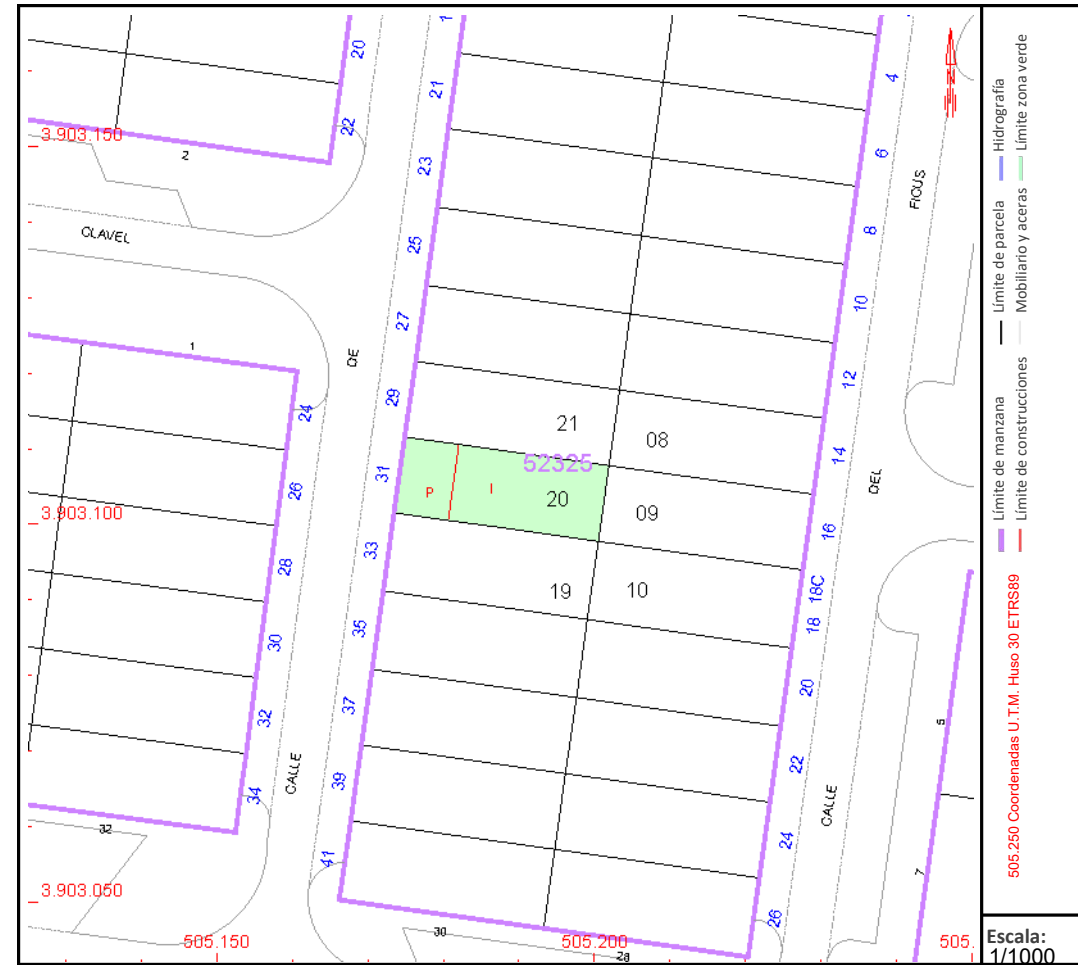 20
21
1
4
22
3.903.150
2
23
6
FICUS
CLAVEL
25
8
27
10
1
DE
29
12
24
21
08
14
31
52325
DEL
26
P
I
20
09
16
3.903.100
33
28
19
10
18C
35
18
30
20
37
32
5
22
39
CALLE
34
CALLE
24
32
41
7
3.903.050
26
30
28
505.150
505.200
505.
N
Límite de manzana
Límite de parcela
Hidrografía
Límite de construcciones
Mobiliario y aceras
Límite zona verde
505.250 Coordenadas U.T.M. Huso 30 ETRS89
Escala:
1/1000